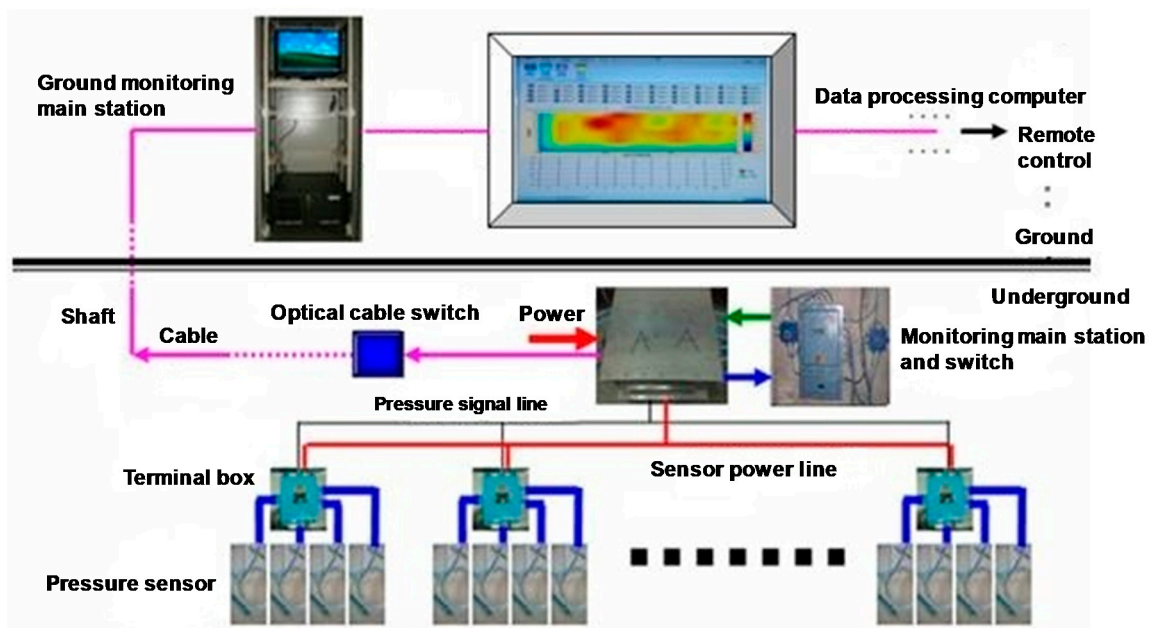 Ground monitoring
main station
Data processing computer
Remote
control
Ground
Underground
Shaft
Cable
Optical cable switch
Power
Monitoring main station
and switch
Pressure signal line
Terminal box
Sensor power line
Pressure sensor